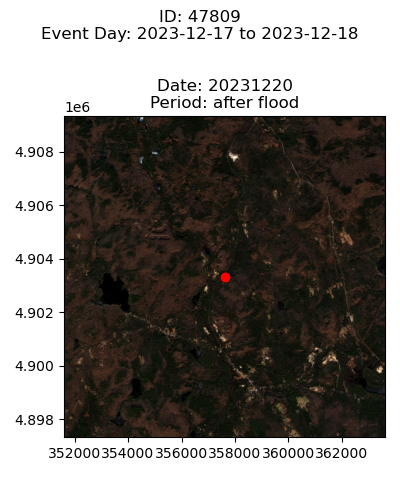 ID: 47809
Event Day: 2023-12-17 to 2023-12-18
Date: 20231220
Period: after flood
1e6
4.908
4.906
4.904
4.902
4.900
4.898
352000 354000 356000 358000 360000 362000